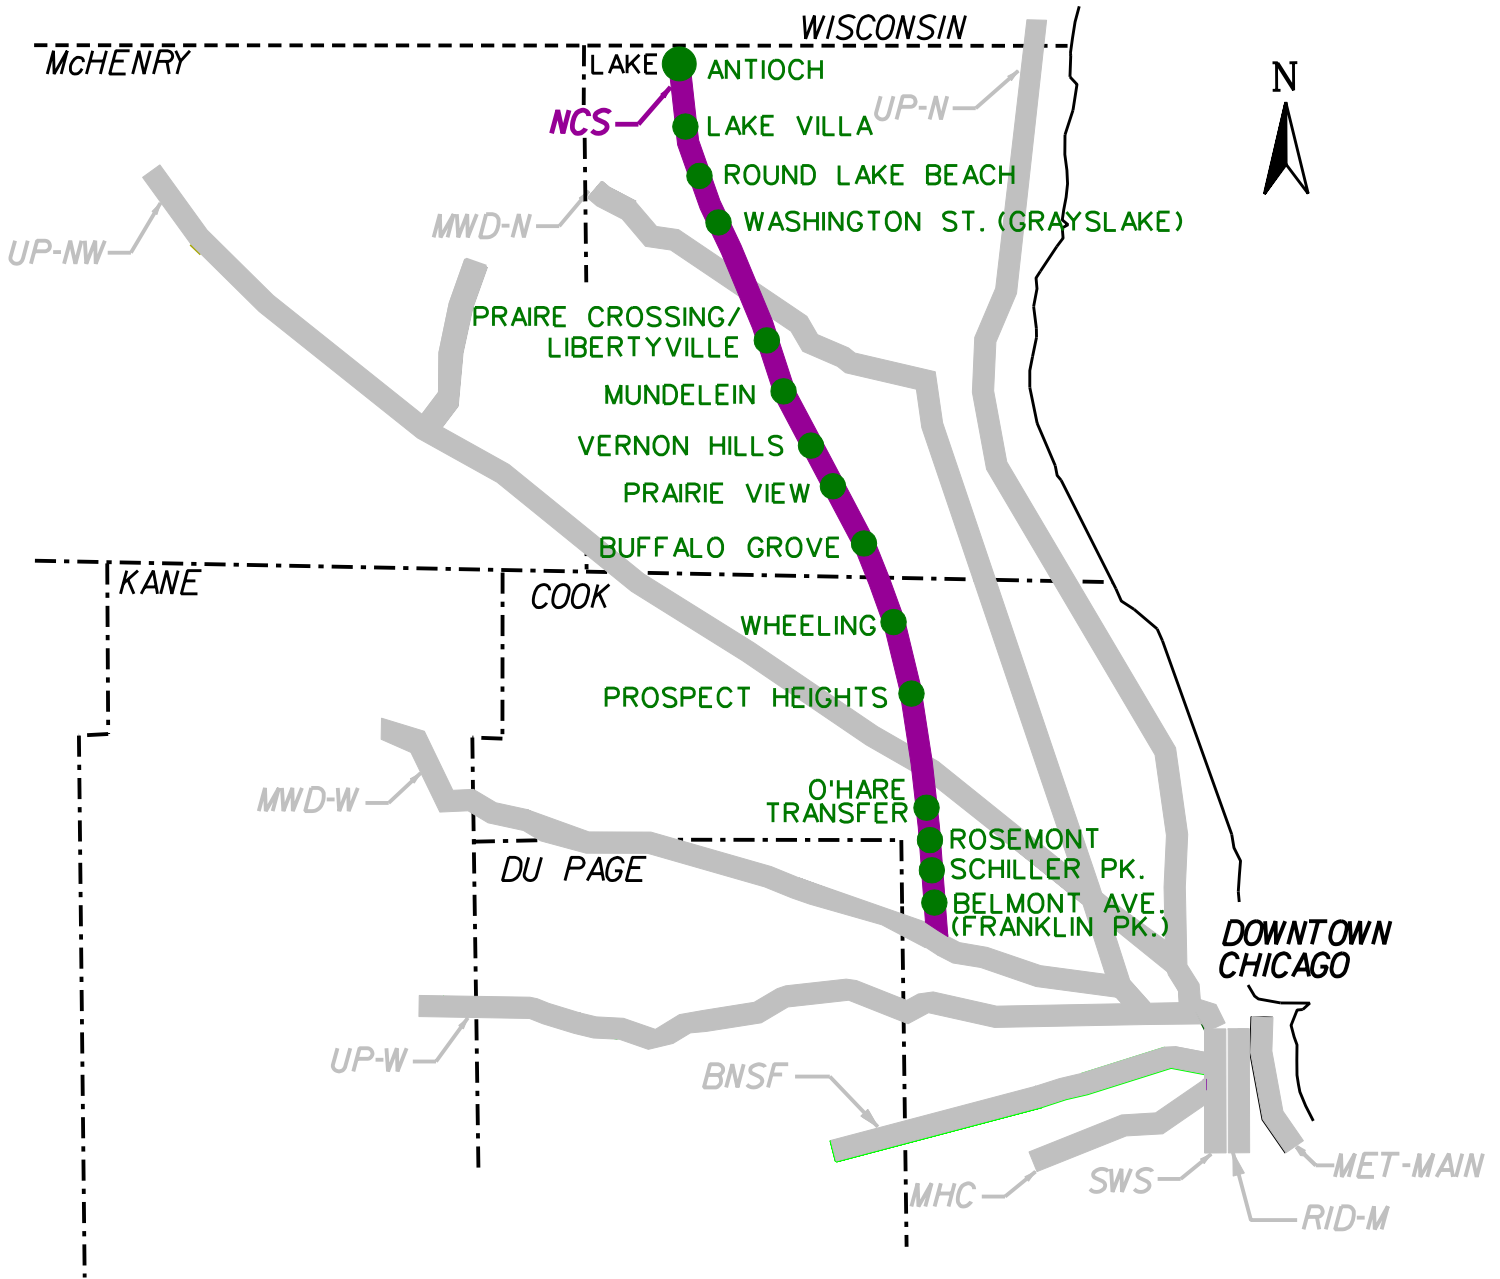 WISCONSIN
McHENRY
LAKE
ANTIOCH
N
UP-N
NCS
LAKE VILLA
ROUND LAKE BEACH
MWD-N
WASHINGTON ST. (GRAYSLAKE)
UP-NW
PRAIRE CROSSING/
LIBERTYVILLE
MUNDELEIN
VERNON HILLS
PRAIRIE VIEW
BUFFALO GROVE
KANE
COOK
WHEELING
PROSPECT HEIGHTS
O'HARE
TRANSFER
MWD-W
ROSEMONT
SCHILLER PK.
DU PAGE
BELMONT AVE.
(FRANKLIN PK.)
DOWNTOWN
CHICAGO
UP-W
BNSF
MET-MAIN
SWS
MHC
RID-M